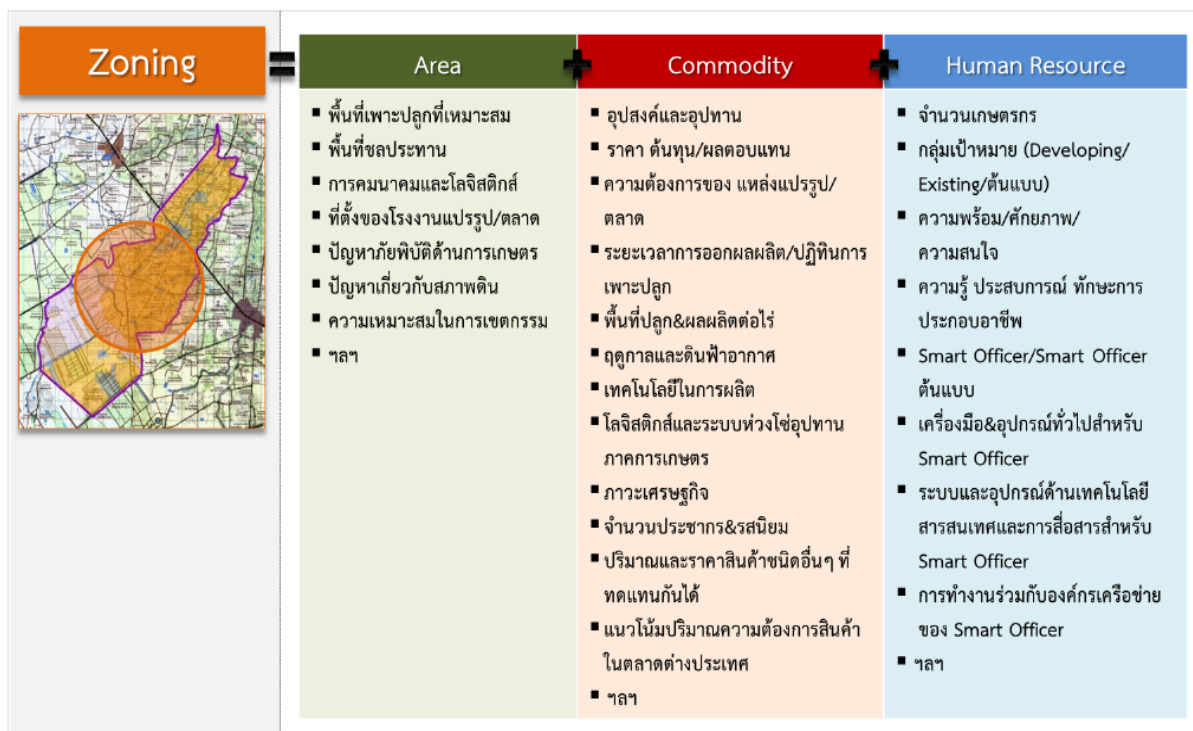 Zoning
=
Area
+
Commodity
+
Human Resource
▪ พื้นที่เพาะปลูกที่เหมาะสม
▪ พื้นที่ชลประทาน
▪ การคมนาคมและโลจิสติกส์
▪ ที่ตั้งของโรงงานแปรรูป/ตลาด
▪ ปัญหาภัยพิบัติด้านการเกษตร
▪ ปัญหาเกี่ยวกับสภาพดิน
▪ ความเหมาะสมในการเขตกรรม
▪ ฯลฯ
▪ อุปสงค์และอุปทาน
▪ ราคา ต้นทุน/ผลตอบแทน
▪ ความต้องการของ แหล่งแปรรูป/
ตลาด
▪ ระยะเวลาการออกผลผลิต/ปฏิทินการ
เพาะปลูก
▪ พื้นที่ปลูก&ผลผลิตต่อไร่
▪ ฤดูกาลและดินฟ้าอากาศ
▪ เทคโนโลยีในการผลิต
▪ โลจิสติกส์และระบบห่วงโซ่อุปทาน
ภาคการเกษตร
▪ ภาวะเศรษฐกิจ
▪ จำนวนประชากร&รสนิยม
▪ ปริมาณและราคาสินค้าชนิดอื่นๆ ที่
ทดแทนกันได้
▪ แนวโน้มปริมาณความต้องการสินค้า
ในตลาดต่างประเทศ
▪ ฯลฯ
▪ จำนวนเกษตรกร
▪ กลุ่มเป้าหมาย (Developing/
Existing/ต้นแบบ)
▪ ความพร้อม/ศักยภาพ/
ความสนใจ
▪ ความรู้ ประสบการณ์ ทักษะการ
ประกอบอาชีพ
▪ Smart Officer/Smart Officer
ต้นแบบ
▪ เครื่องมือ&อุปกรณ์ทั่วไปสำหรับ
Smart Officer
▪ ระบบและอุปกรณ์ด้านเทคโนโลยี
สารสนเทศและการสื่อสารสำหรับ
Smart Officer
▪ การทำงานร่วมกับองค์กรเครือข่าย
ของ Smart Officer
▪ ฯลฯ